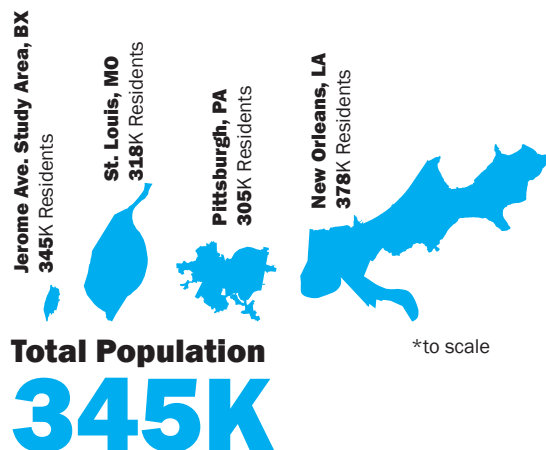 Jerome Ave. Study Area, BX
345K Residents
St. Louis, MO
318K Residents
Pittsburgh, PA
305K Residents
New Orleans, LA
378K Residents
*to scale
Total Population
345K